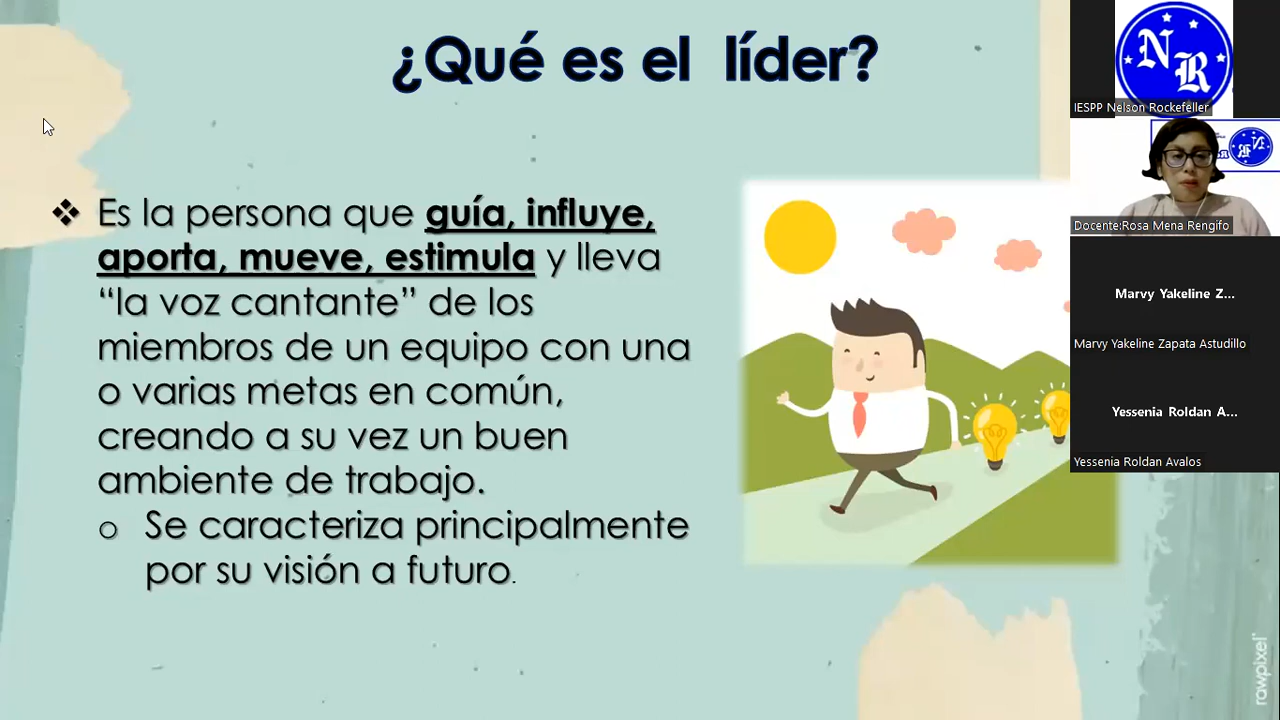 ¿Qué es el líder?
❖ Es la persona que guía, influye,
aporta, mueve, estimula y lleva
“la voz cantante” de los
miembros de un equipo con una
o varias metas en común,
creando a su vez un buen
ambiente de trabajo.
o Se caracteriza principalmente
por su visión a futuro.
N
R
IESPP Nelson Rockefeller
Docente:Rosa Mena Rengifo
Marvy Yakeline Z...
Marvy Yakeline Zapata Astudillo
Yessenia Roldan A...
Yessenia Roldan Avalos
rawpixel